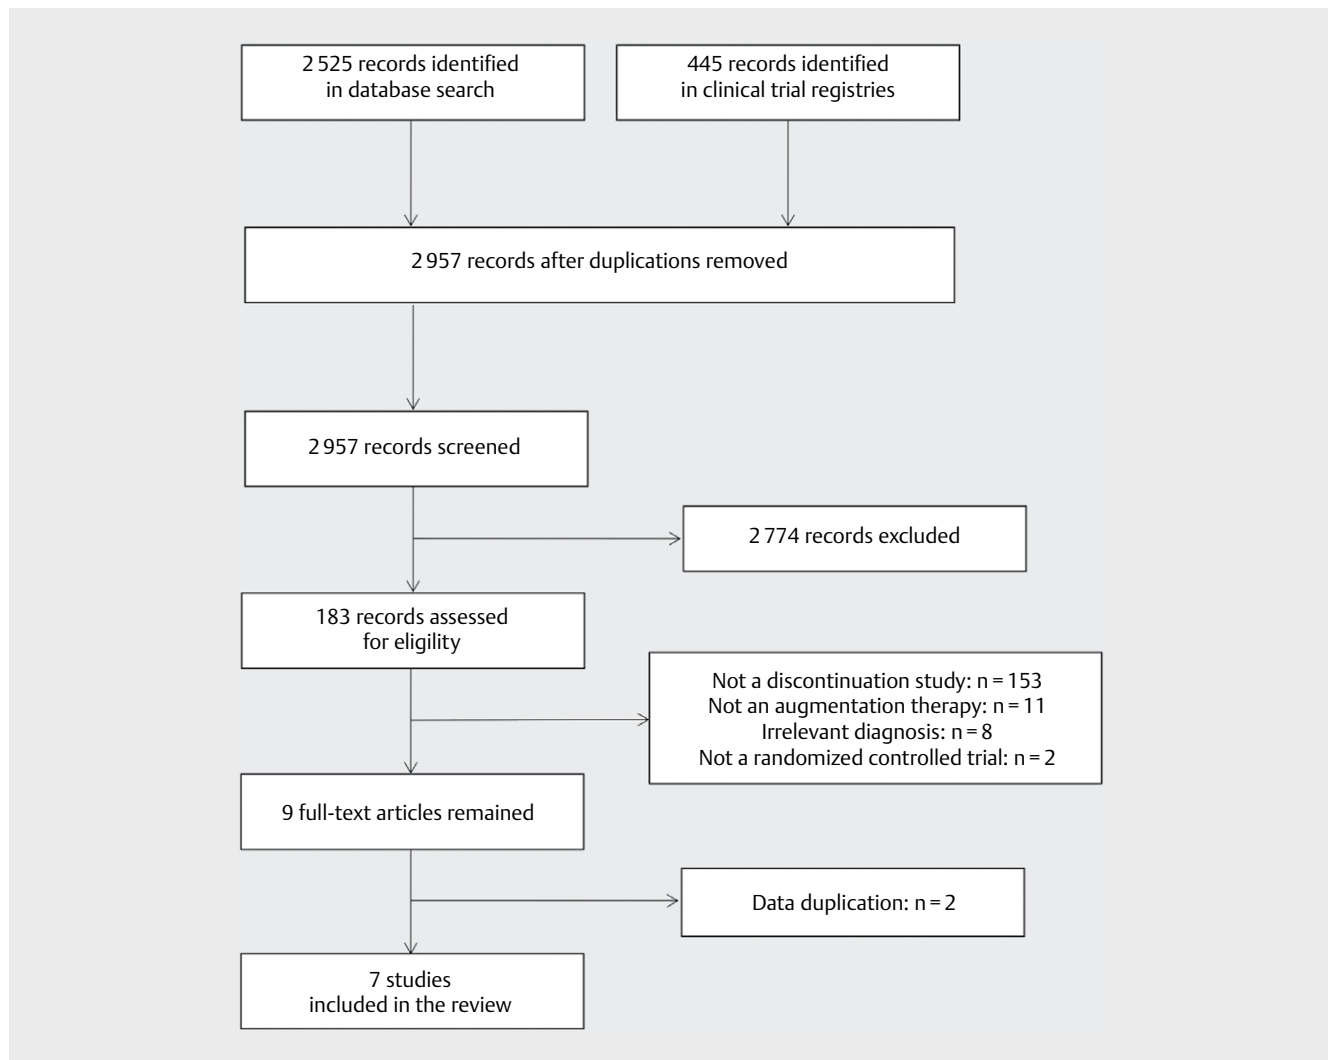 2 525 records identified
in database search
445 records identified
in clinical trial registries
2 957 records after duplications removed
2 957 records screened
2 774 records excluded
183 records assessed
for eligility
Not a discontinuation study: n = 153
Not an augmentation therapy: n = 11
Irrelevant diagnosis: n = 8
Not a randomized controlled trial: n = 2
9 full-text articles remained
Data duplication: n = 2
7 studies
included in the review